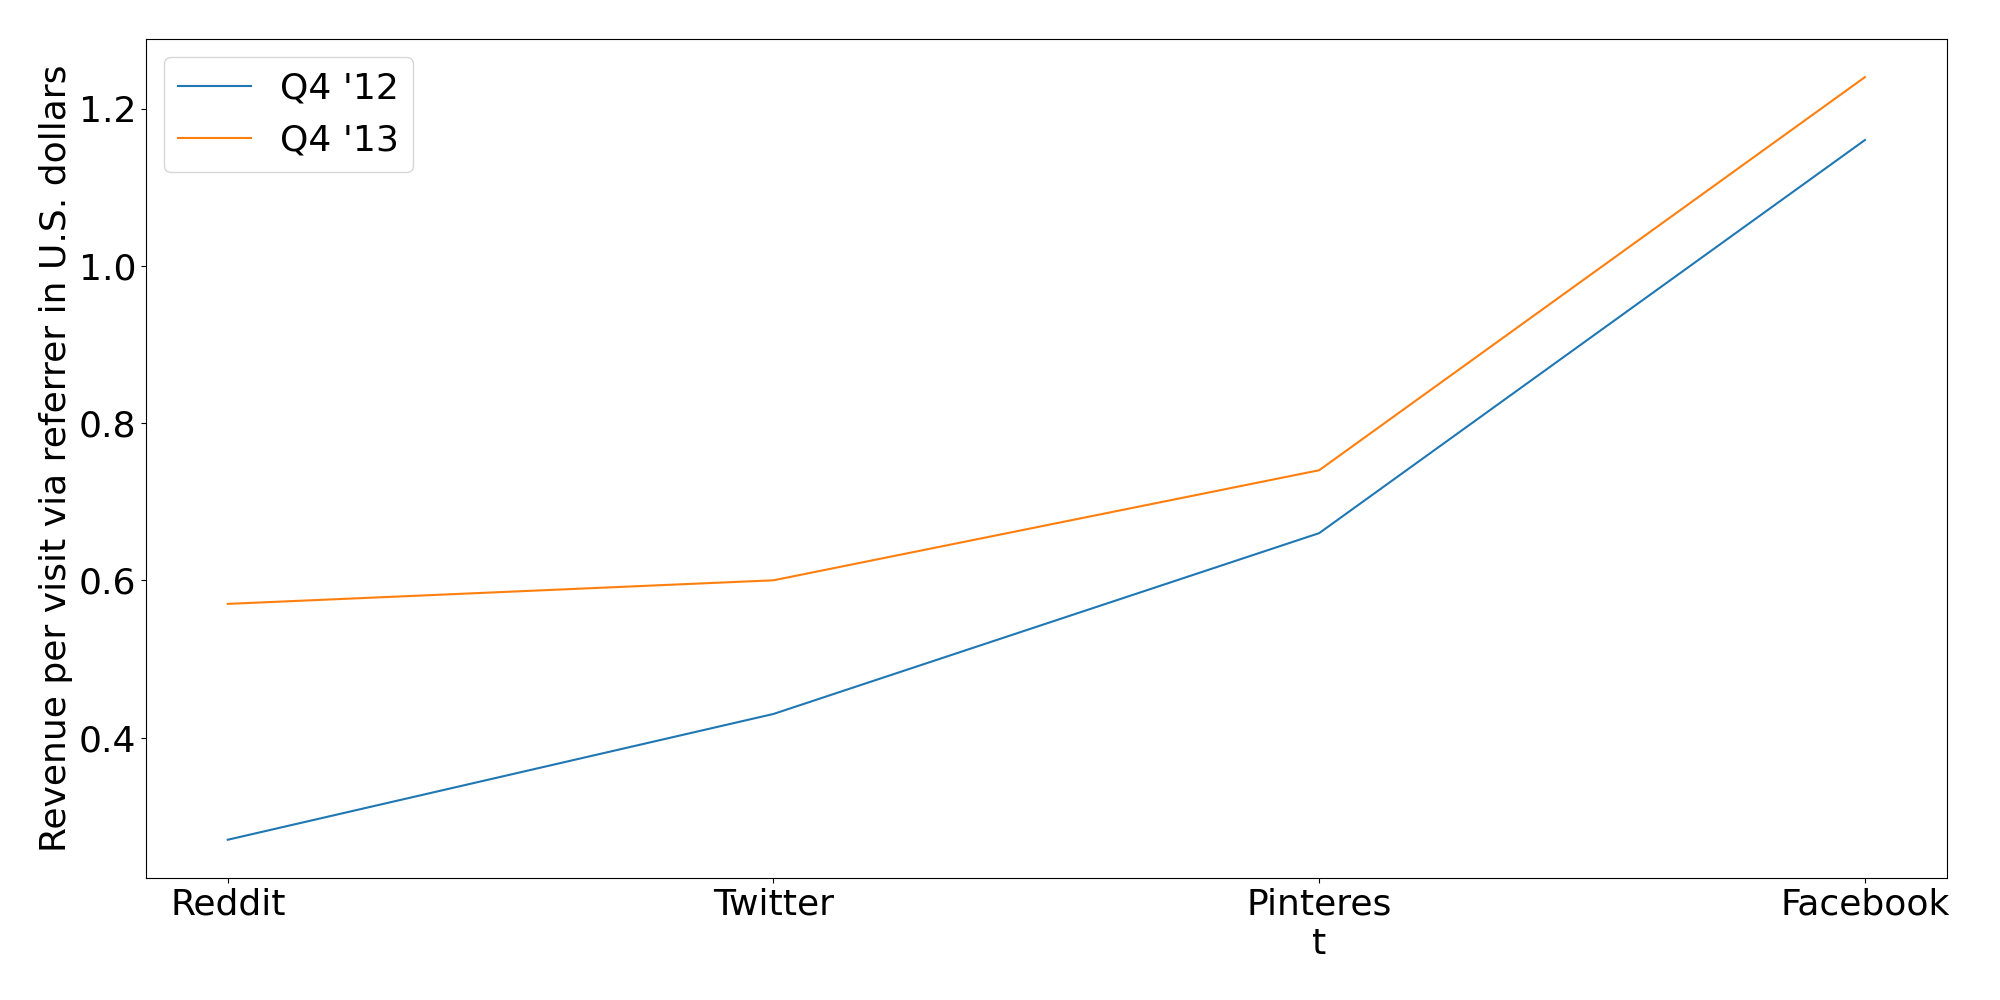 Q4 '12
Q4 '13
Revenue per visit via referrer in U.S. dollars
1.2
1.0
0.8
0.6
0.4
Reddit
Twitter
Pinteres
t
Facebook